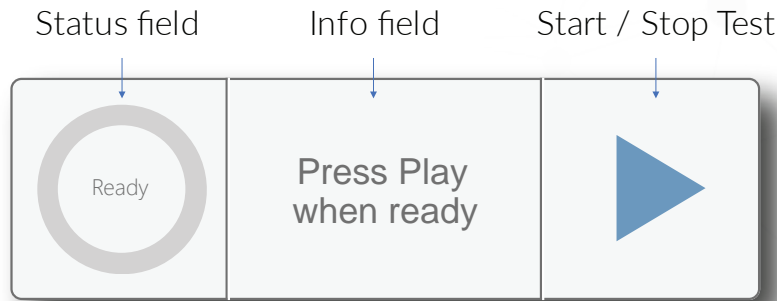 Status field Info field Start / Stop Test
Ready
Press Play
when ready